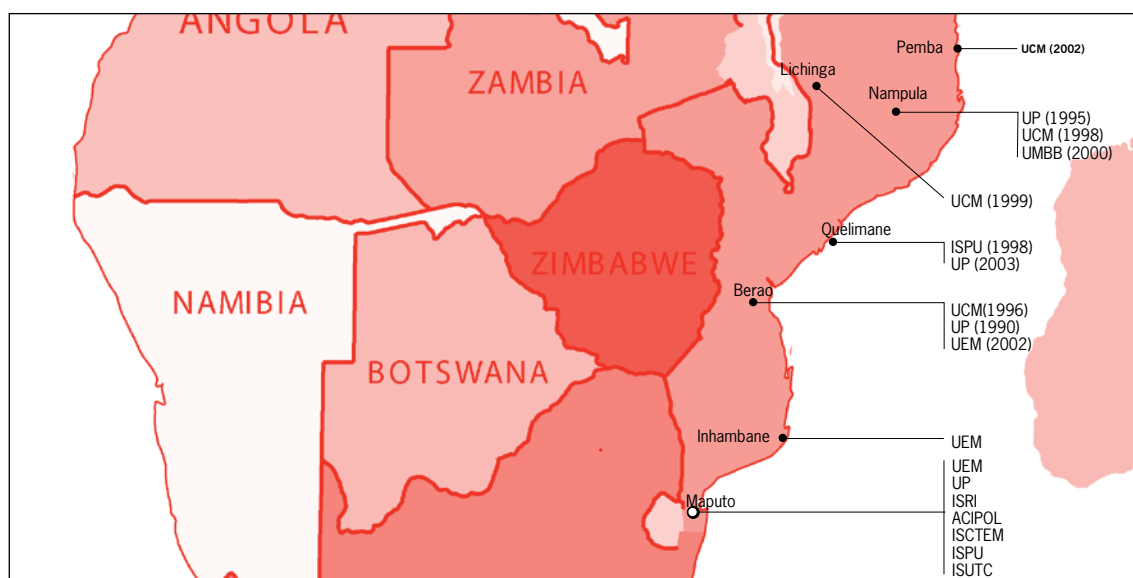 ANGOLA
Pemba
UCM (2002)
Lichinga
ZAMBIA
Nampula
UP (1995)
UCM (1998)
UMBB (2000)
UCM (1999)
Quelimane
ISPU (1998)
UP (2003)
ZIMBABWE
NAMIBIA
Berao
UCM(1996)
UP (1990)
UEM (2002)
BOTSWANA
Inhambane
UEM
Maputo
UEM
UP
ISRI
ACIPOL
ISCTEM
ISPU
ISUTC